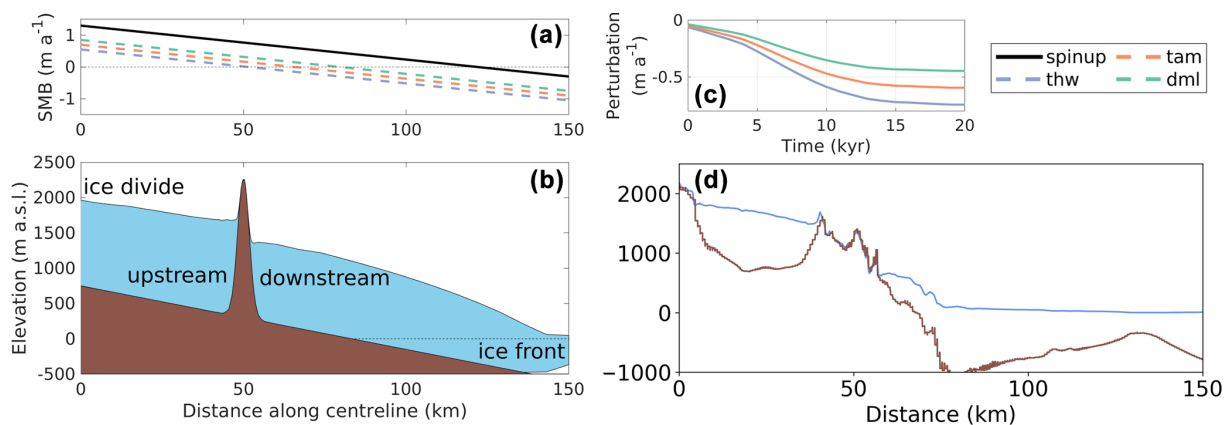 (a)
SMB (m a⁻¹)
1
0
-1
0
50
100
150
(b)
Elevation (m a.s.l.)
2500
2000
1500
1000
500
0
-500
ice divide
upstream
downstream
ice front
0
50
100
150
Distance along centreline (km)
(c)
Perturbation
(m a⁻¹)
0
-0.5
0
5
10
15
20
Time (kyr)
spinup
tam
thw
dml
(d)
2000
1000
0
-1000
0
50
100
150
Distance (km)